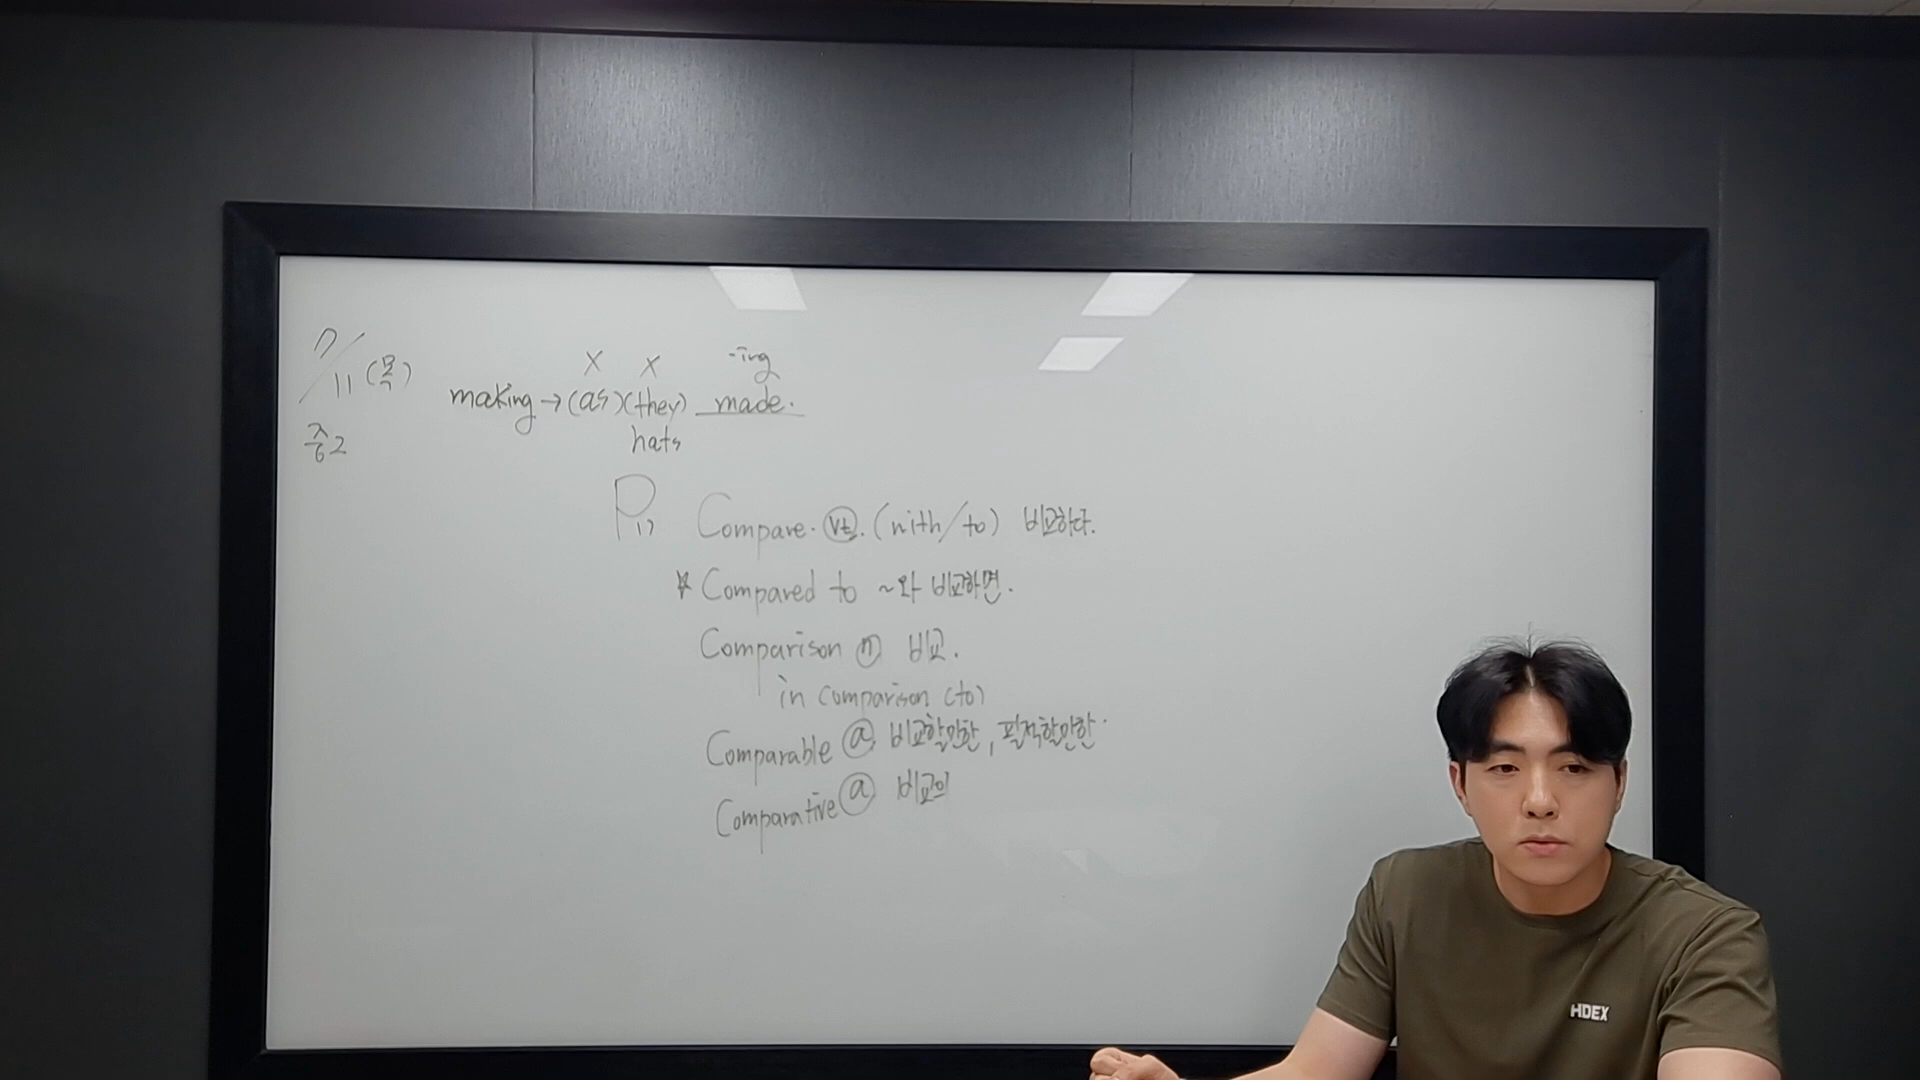 7/11 (목)
중2
X X -ing
making → (as)(they) made.
hats
P17 Compare. vt. (with/to) 비교하다.
☆ Compared to ~와 비교하면.
Comparison n 비교.
in comparison (to)
Comparable a 비교할만한, 필적할만한.
Comparative a 비교의
HDEX